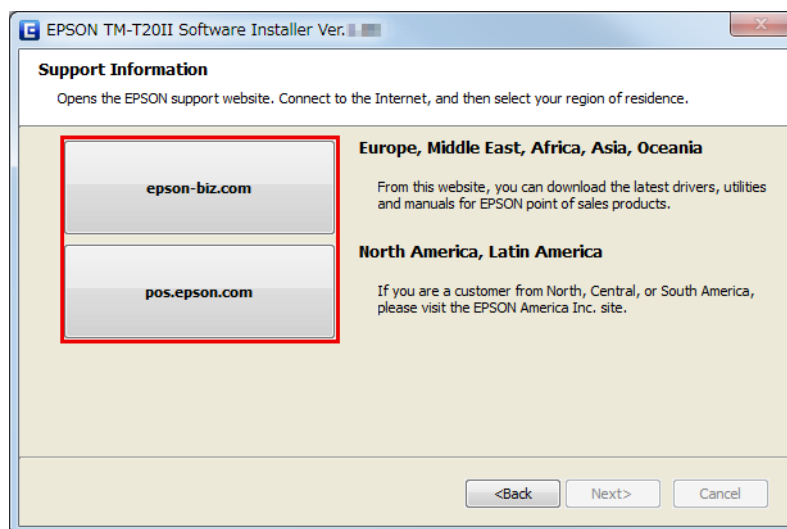 EPSON TM-T20II Software Installer Ver.
Support Information
Opens the EPSON support website. Connect to the Internet, and then select your region of residence.
epson-biz.com
Europe, Middle East, Africa, Asia, Oceania
From this website, you can download the latest drivers, utilities
and manuals for EPSON point of sales products.
pos.epson.com
North America, Latin America
If you are a customer from North, Central, or South America,
please visit the EPSON America Inc. site.
<Back
Next>
Cancel